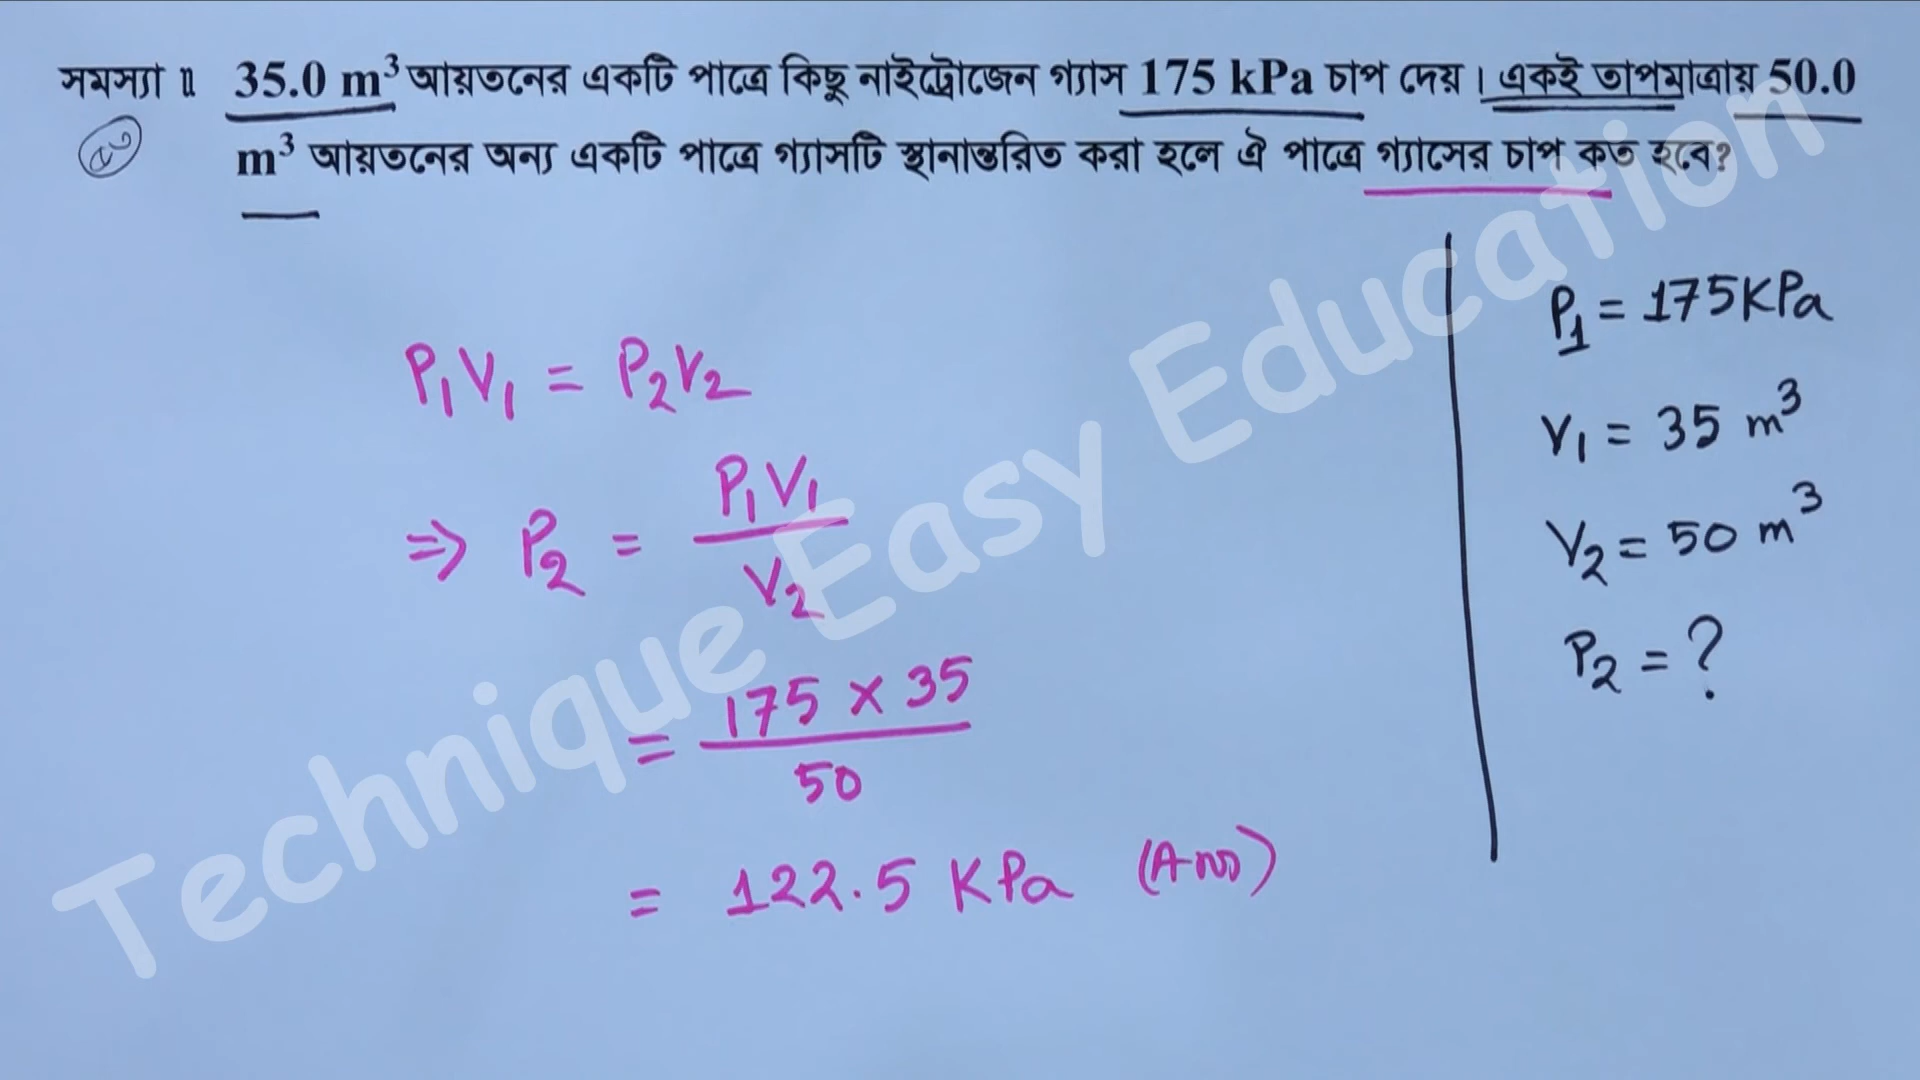 সমস্যা ॥ 35.0 m³ আয়তনের একটি পাত্রে কিছু নাইট্রোজেন গ্যাস 175 kPa চাপ দেয়। একই তাপমাত্রায় 50.0
m³ আয়তনের অন্য একটি পাত্রে গ্যাসটি স্থানান্তরিত করা হলে ঐ পাত্রে গ্যাসের চাপ কত হবে?
P₁V₁ = P₂V₂
⇒ P₂ = P₁V₁ / V₂
= 175 × 35 / 50
= 122.5 KPa (Ans)
P₁ = 175KPa
V₁ = 35 m³
V₂ = 50 m³
P₂ = ?
Technique Easy Education